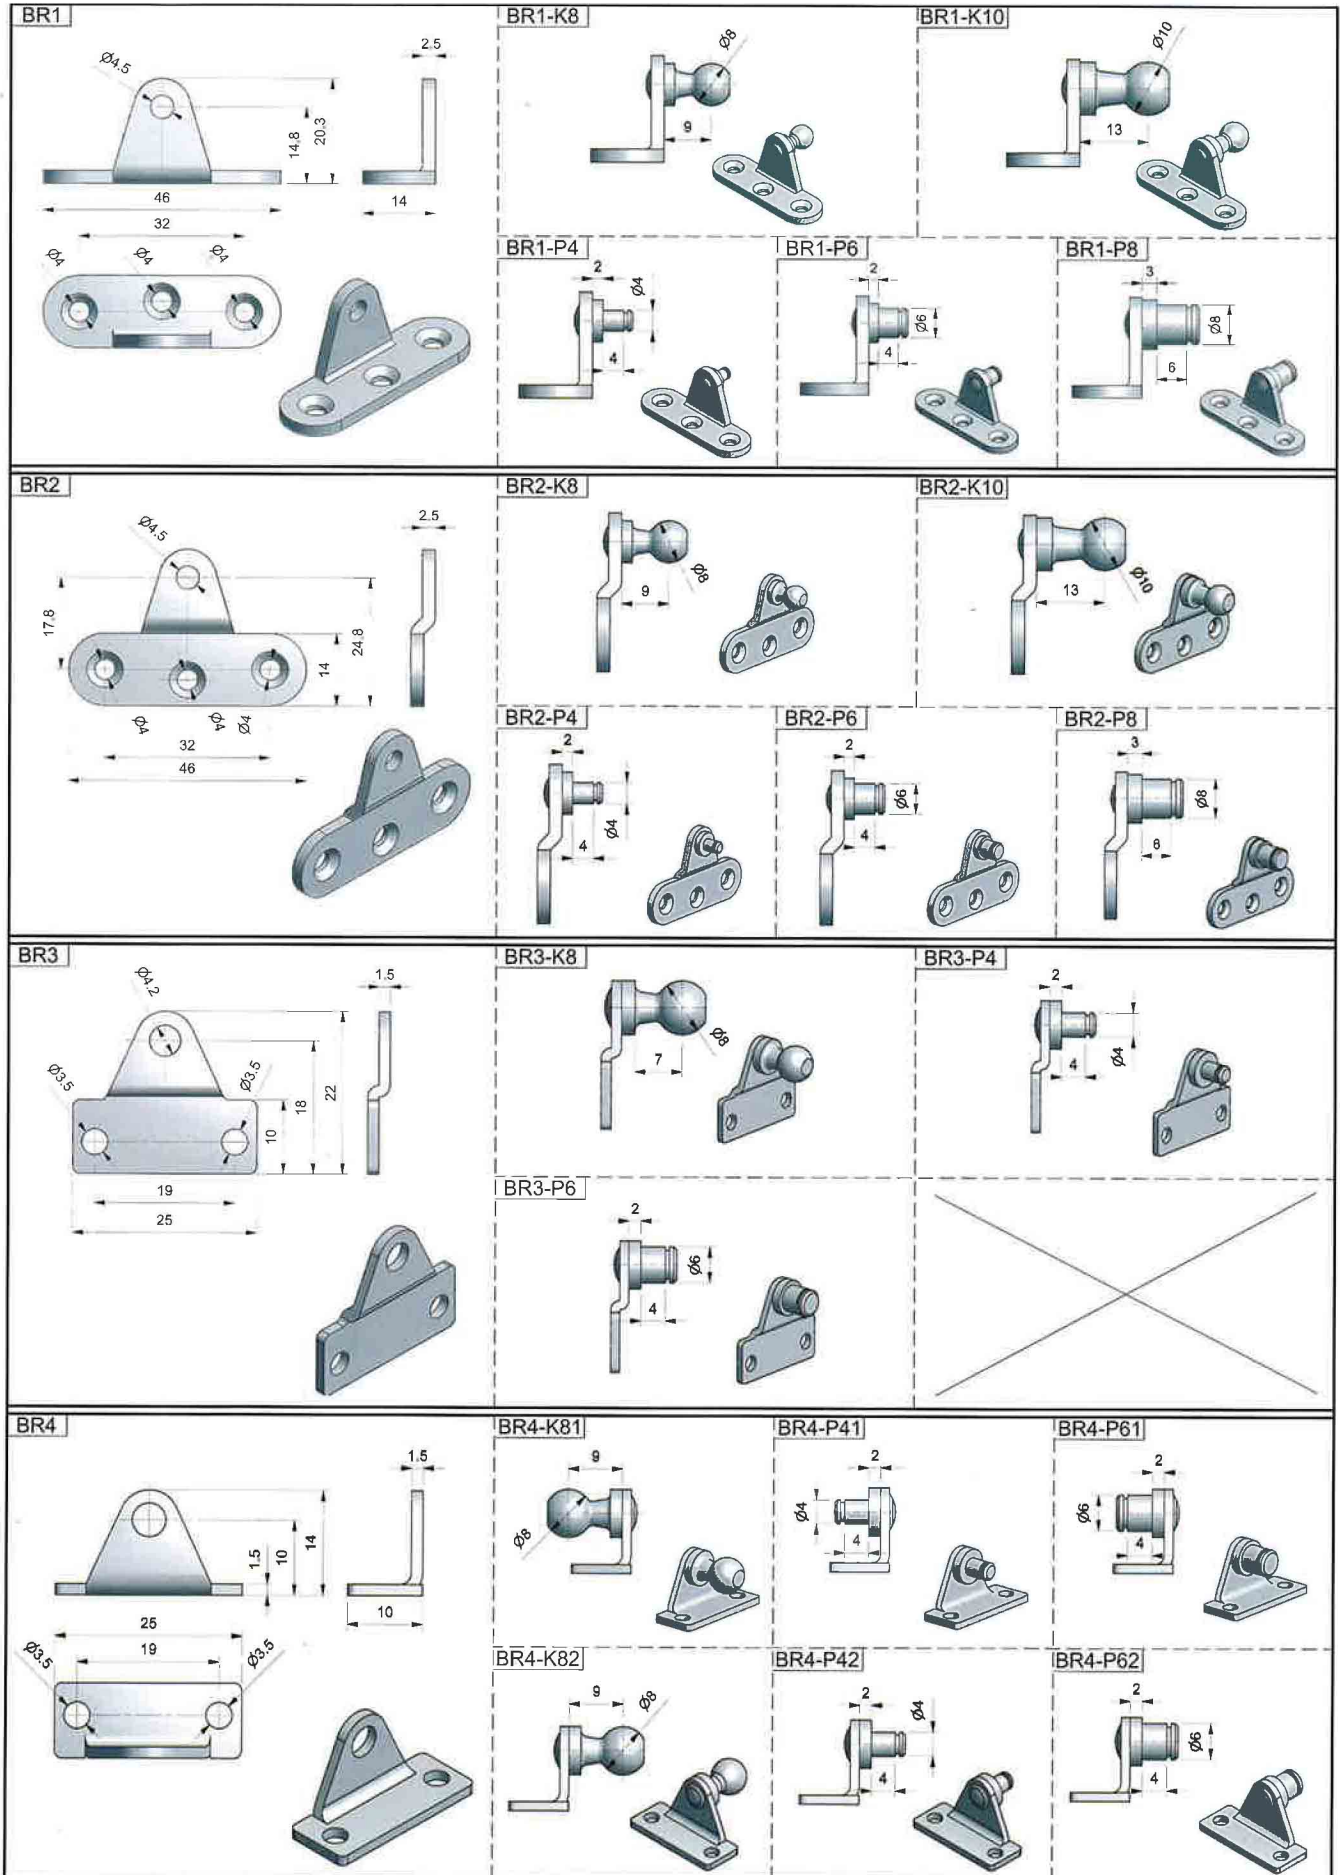 BR1
Ø4.5
2.5
14.8
20.3
46
32
14
Ø4
Ø4
Ø4
BR1-K8
Ø8
9
BR1-K10
Ø10
13
BR1-P4
2
Ø4
4
BR1-P6
2
Ø6
4
BR1-P8
3
Ø8
6
BR2
Ø4.5
2.5
17.8
24.8
14
Ø4
Ø4
Ø4
32
46
BR2-K8
9
Ø8
BR2-K10
13
Ø10
BR2-P4
2
4
Ø4
BR2-P6
2
Ø6
4
BR2-P8
3
Ø8
6
BR3
Ø4.2
1.5
Ø3.5
Ø3.5
10
18
22
19
25
BR3-K8
7
Ø8
BR3-P4
2
4
Ø4
BR3-P6
2
Ø6
4
BR4
1.5
1.5
10
14
10
25
19
Ø3.5
Ø3.5
BR4-K81
9
Ø8
BR4-P41
2
Ø4
4
BR4-P61
2
Ø6
4
BR4-K82
9
Ø8
BR4-P42
2
Ø4
4
BR4-P62
2
Ø6
4